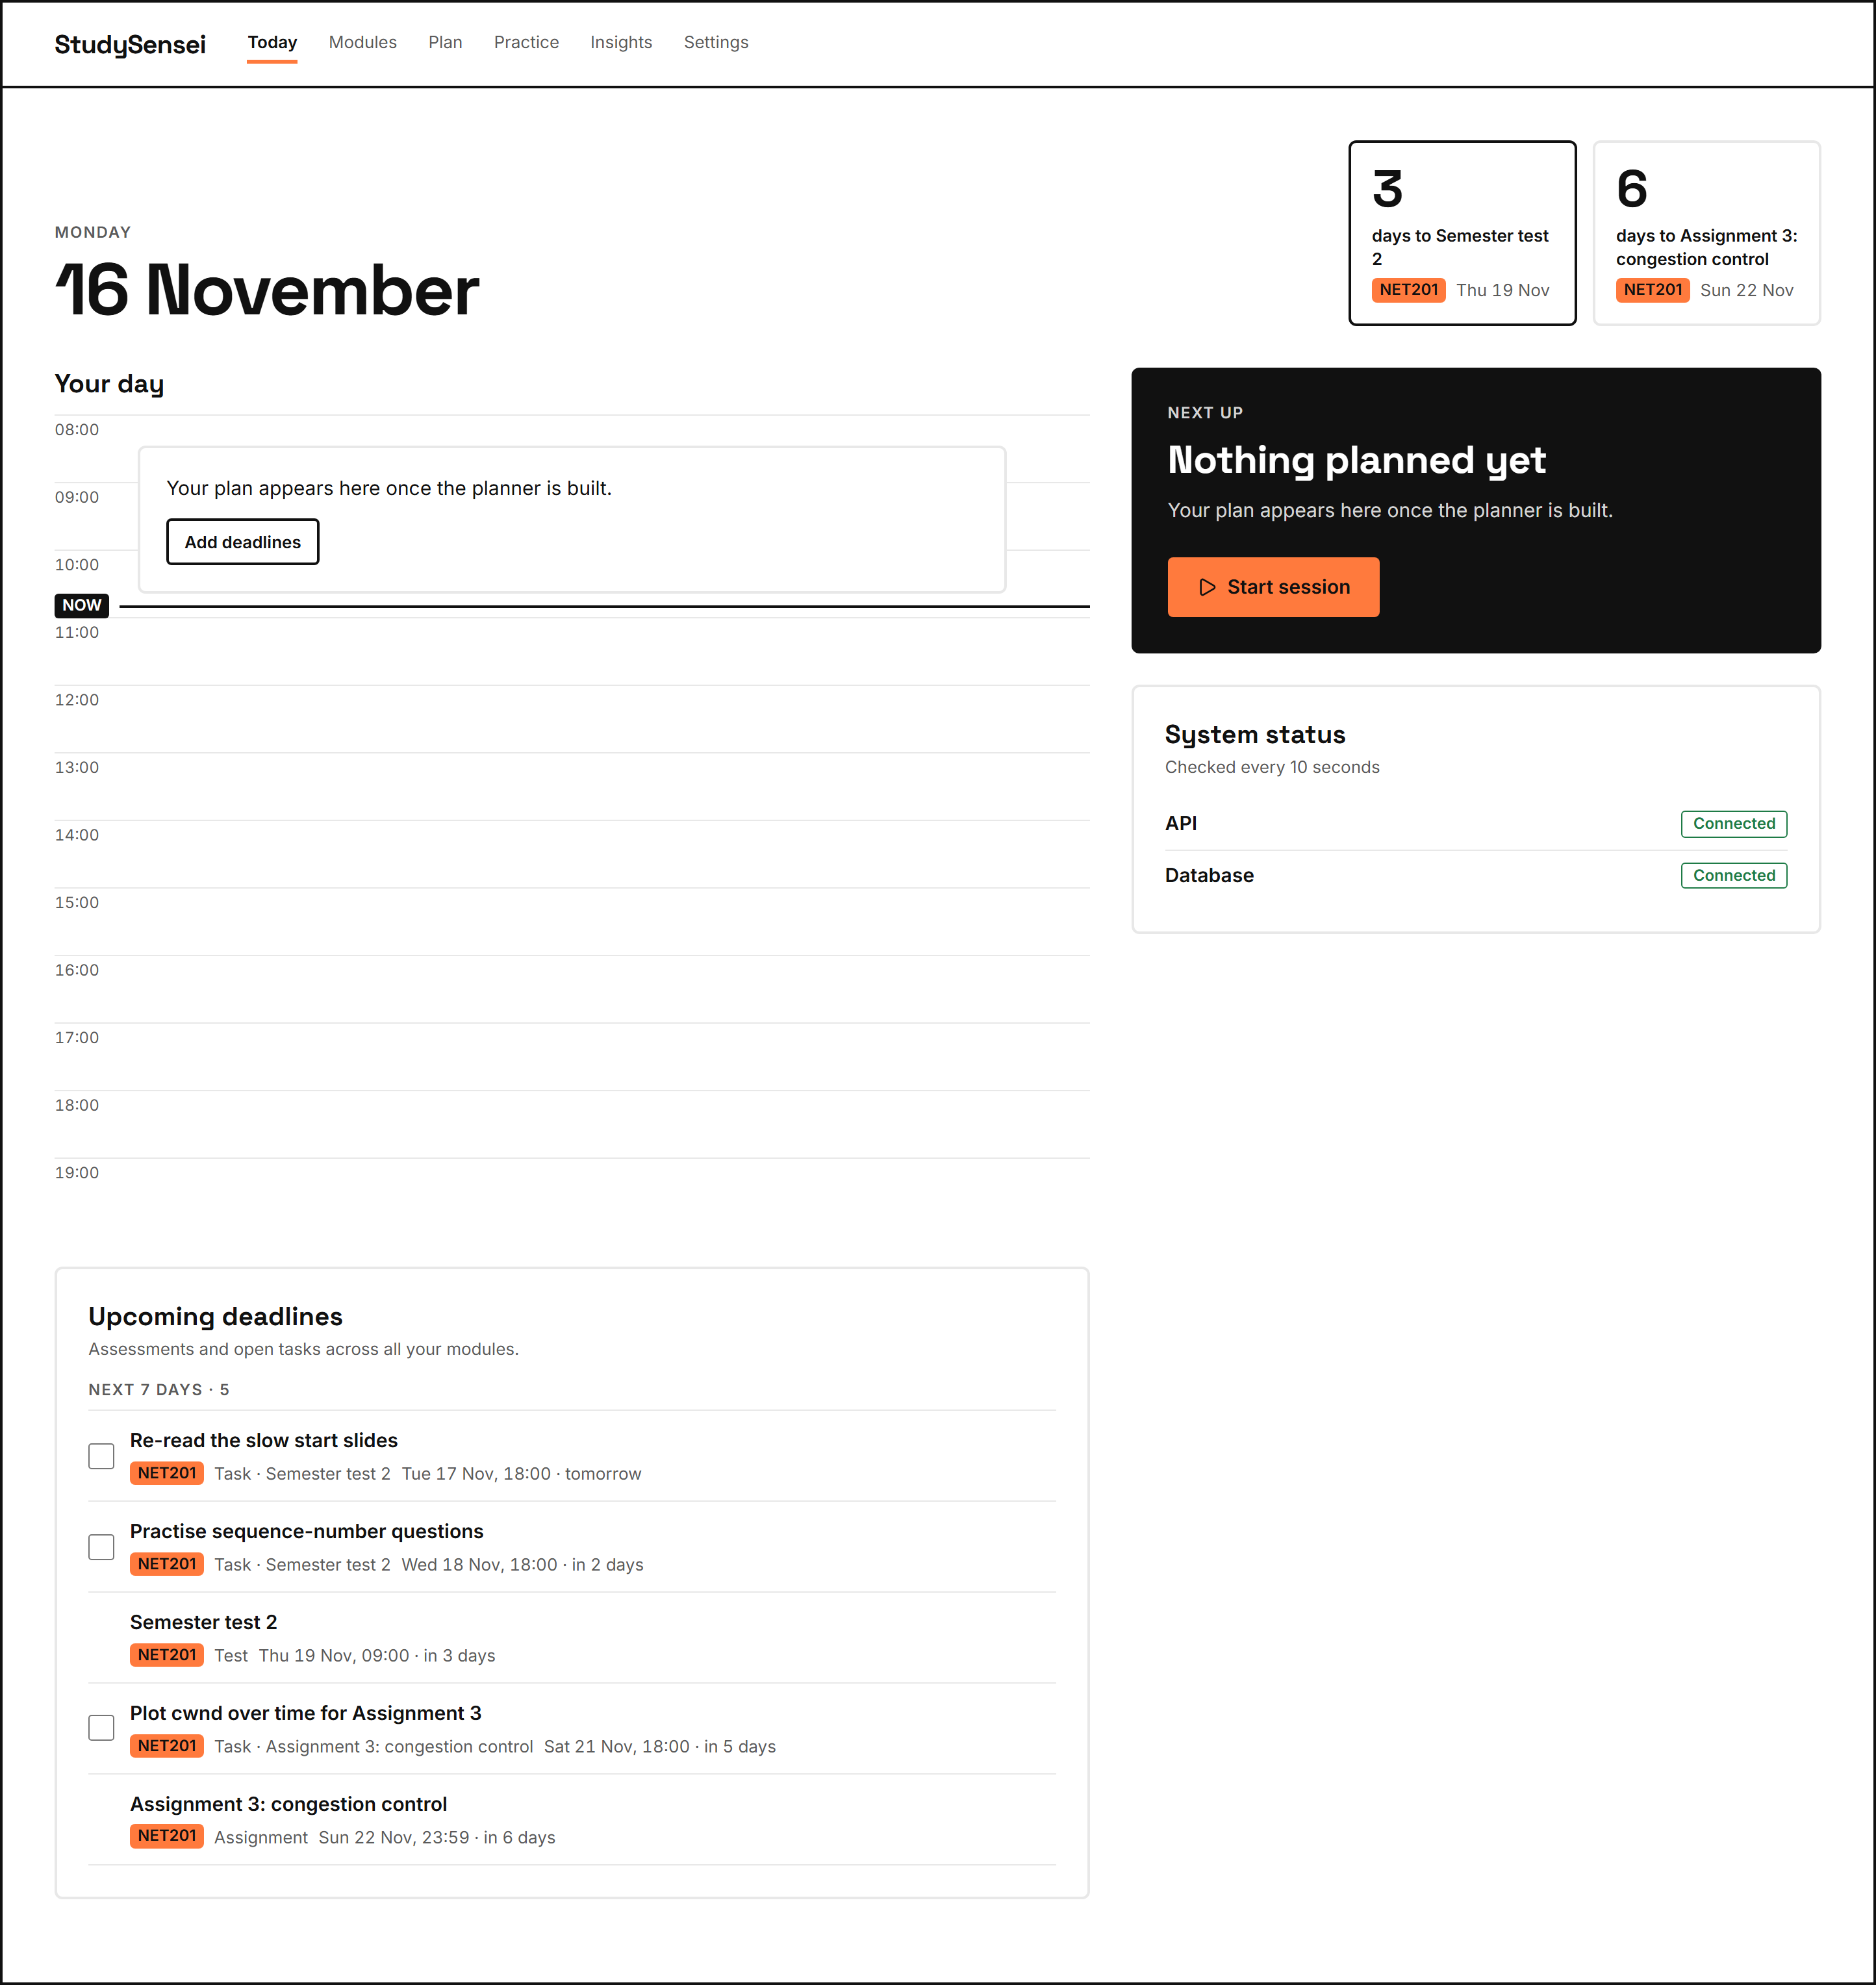 StudySensei
Today
Modules
Plan
Practice
Insights
Settings
MONDAY
16 November
3
days to Semester test
2
NET201 Thu 19 Nov
6
days to Assignment 3:
congestion control
NET201 Sun 22 Nov
Your day
08:00
Your plan appears here once the planner is built.
09:00
Add deadlines
10:00
NOW
11:00
12:00
13:00
14:00
15:00
16:00
17:00
18:00
19:00
NEXT UP
Nothing planned yet
Your plan appears here once the planner is built.
Start session
System status
Checked every 10 seconds
API Connected
Database Connected
Upcoming deadlines
Assessments and open tasks across all your modules.
NEXT 7 DAYS · 5
Re-read the slow start slides
NET201 Task · Semester test 2 Tue 17 Nov, 18:00 · tomorrow
Practise sequence-number questions
NET201 Task · Semester test 2 Wed 18 Nov, 18:00 · in 2 days
Semester test 2
NET201 Test Thu 19 Nov, 09:00 · in 3 days
Plot cwnd over time for Assignment 3
NET201 Task · Assignment 3: congestion control Sat 21 Nov, 18:00 · in 5 days
Assignment 3: congestion control
NET201 Assignment Sun 22 Nov, 23:59 · in 6 days